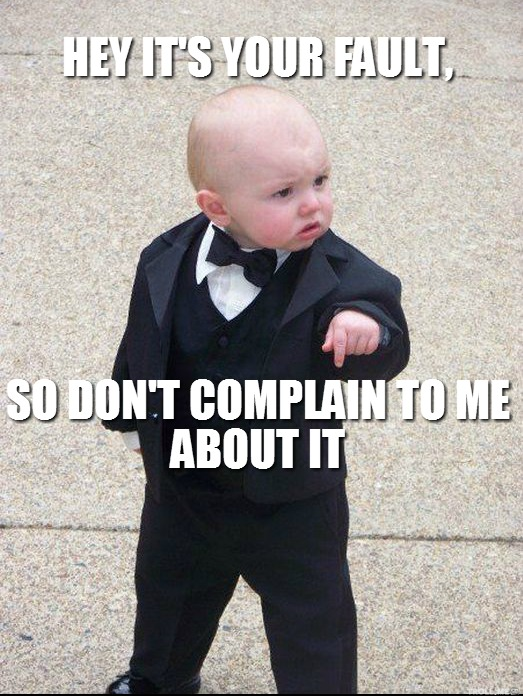 HEY IT'S YOUR FAULT,
SO DON'T COMPLAIN TO ME
ABOUT IT